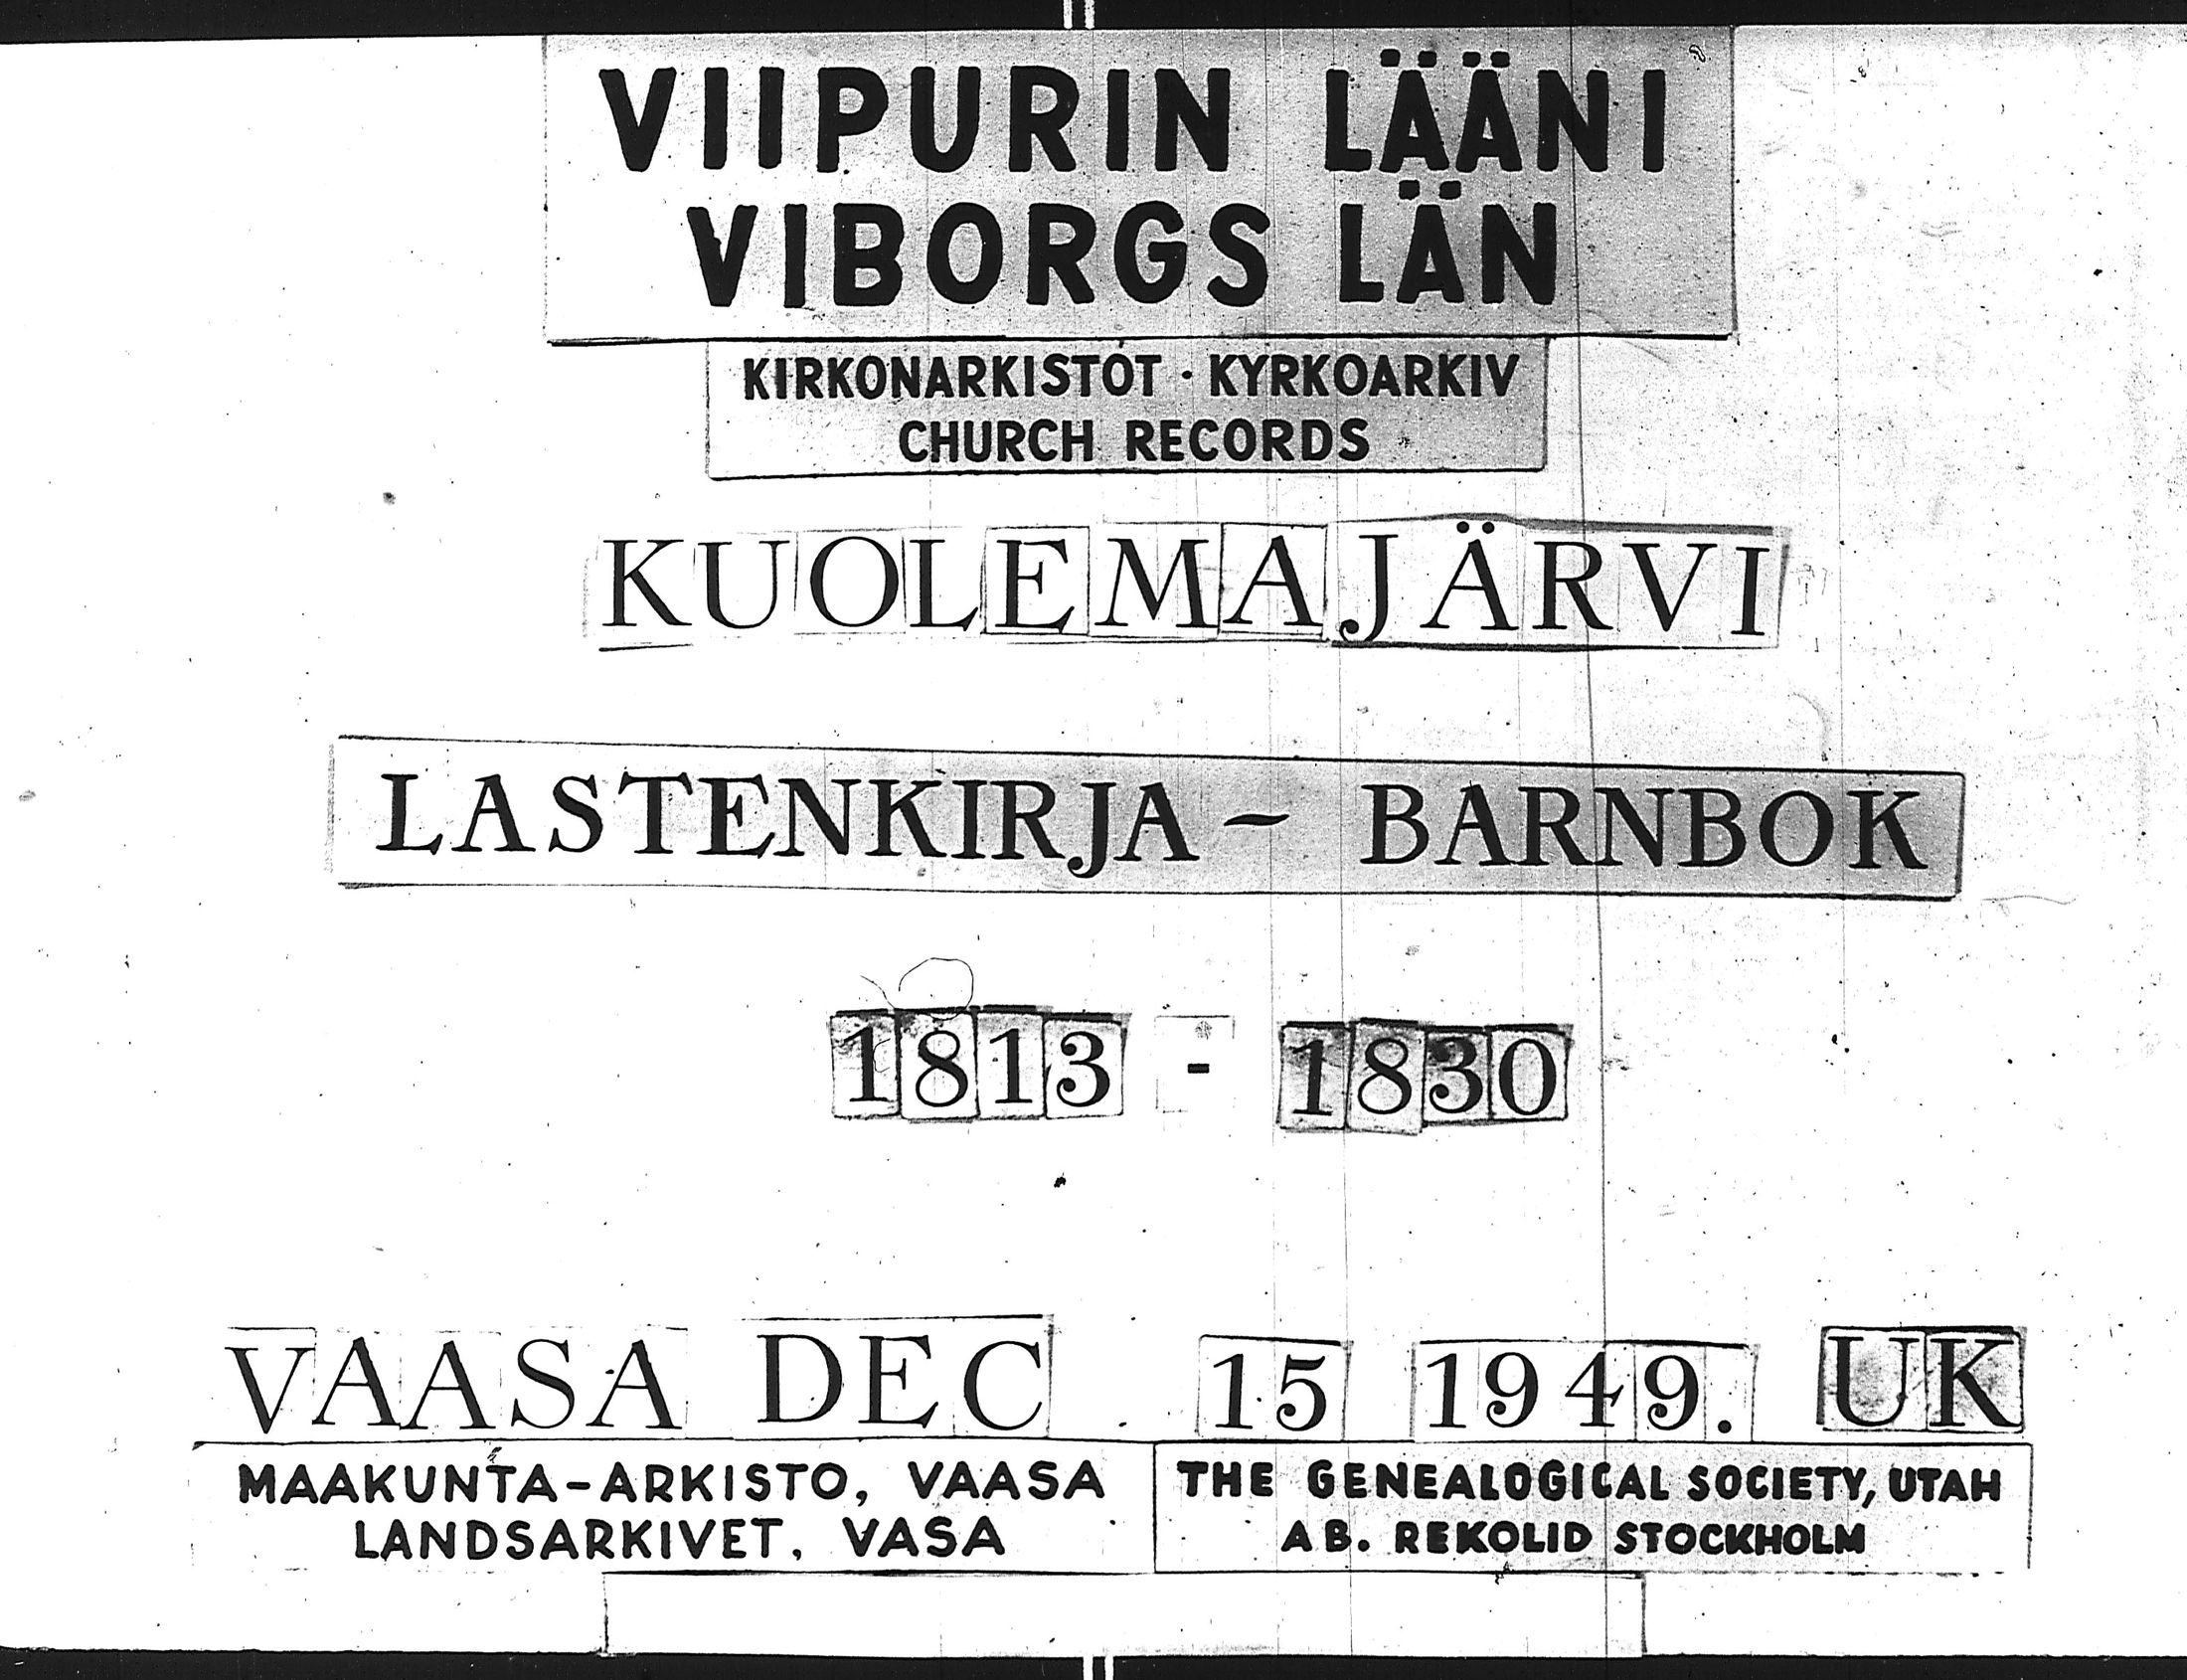 VIIPURIN LÄÄNI
VIBORGS LÄN
KIRKONARKISTOT · KYRKOARKIV
CHURCH RECORDS
KUOLEMAJÄRVI
LASTENKIRJA - BARNBOK
1813 - 1830
VAASA DEC 15 1949. UK
MAAKUNTA-ARKISTO, VAASA
LANDSARKIVET, VASA
THE GENEALOGICAL SOCIETY, UTAH
AB. REKOLID STOCKHOLM